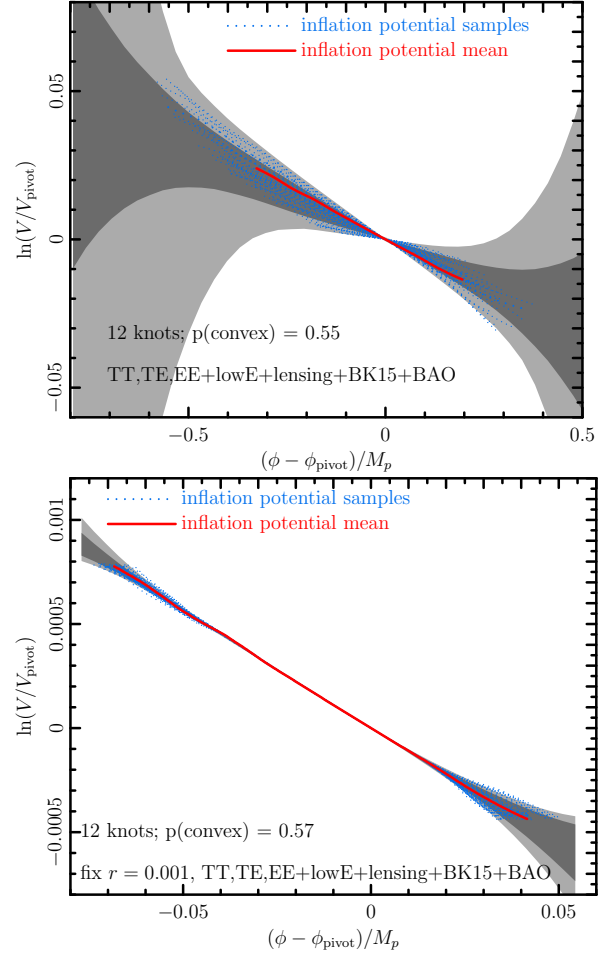 inflation potential samples
inflation potential mean
ln(V/V_pivot)
0.05
0
−0.05
12 knots; p(convex) = 0.55
TT,TE,EE+lowE+lensing+BK15+BAO
−0.5 0 0.5
(ϕ − ϕ_pivot)/M_p
inflation potential samples
inflation potential mean
ln(V/V_pivot)
0.001
0.0005
0
−0.0005
12 knots; p(convex) = 0.57
fix r = 0.001, TT,TE,EE+lowE+lensing+BK15+BAO
−0.05 0 0.05
(ϕ − ϕ_pivot)/M_p